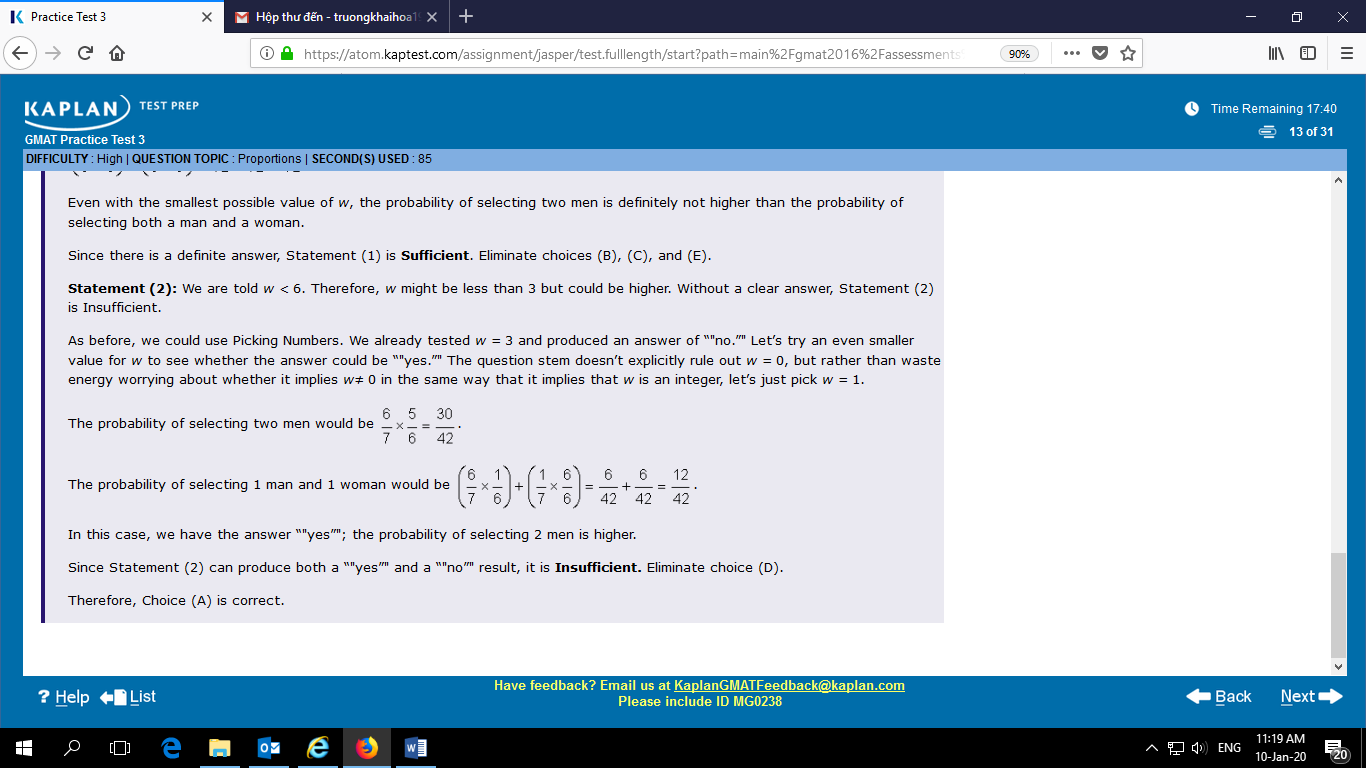 Practice Test 3
Hộp thư đến - truongkhaihoa1
https://atom.kaptest.com/assignment/jasper/test.fulllength/start?path=main%2Fgmat2016%2Fassessments
90%
KAPLAN TEST PREP
Time Remaining 17:40
GMAT Practice Test 3
13 of 31
DIFFICULTY : High | QUESTION TOPIC : Proportions | SECOND(S) USED : 85
Even with the smallest possible value of w, the probability of selecting two men is definitely not higher than the probability of
selecting both a man and a woman.
Since there is a definite answer, Statement (1) is Sufficient. Eliminate choices (B), (C), and (E).
Statement (2): We are told w < 6. Therefore, w might be less than 3 but could be higher. Without a clear answer, Statement (2)
is Insufficient.
As before, we could use Picking Numbers. We already tested w = 3 and produced an answer of “"no.”" Let’s try an even smaller
value for w to see whether the answer could be “"yes.”" The question stem doesn’t explicitly rule out w = 0, but rather than waste
energy worrying about whether it implies w≠ 0 in the same way that it implies that w is an integer, let’s just pick w = 1.
The probability of selecting two men would be 6/7 × 5/6 = 30/42.
The probability of selecting 1 man and 1 woman would be (6/7 × 1/6) + (1/7 × 6/6) = 6/42 + 6/42 = 12/42.
In this case, we have the answer “"yes”"; the probability of selecting 2 men is higher.
Since Statement (2) can produce both a “"yes”" and a “"no”" result, it is Insufficient. Eliminate choice (D).
Therefore, Choice (A) is correct.
Have feedback? Email us at KaplanGMATFeedback@kaplan.com
Please include ID MG0238
? Help List
Back Next
ENG
11:19 AM
10-Jan-20
20